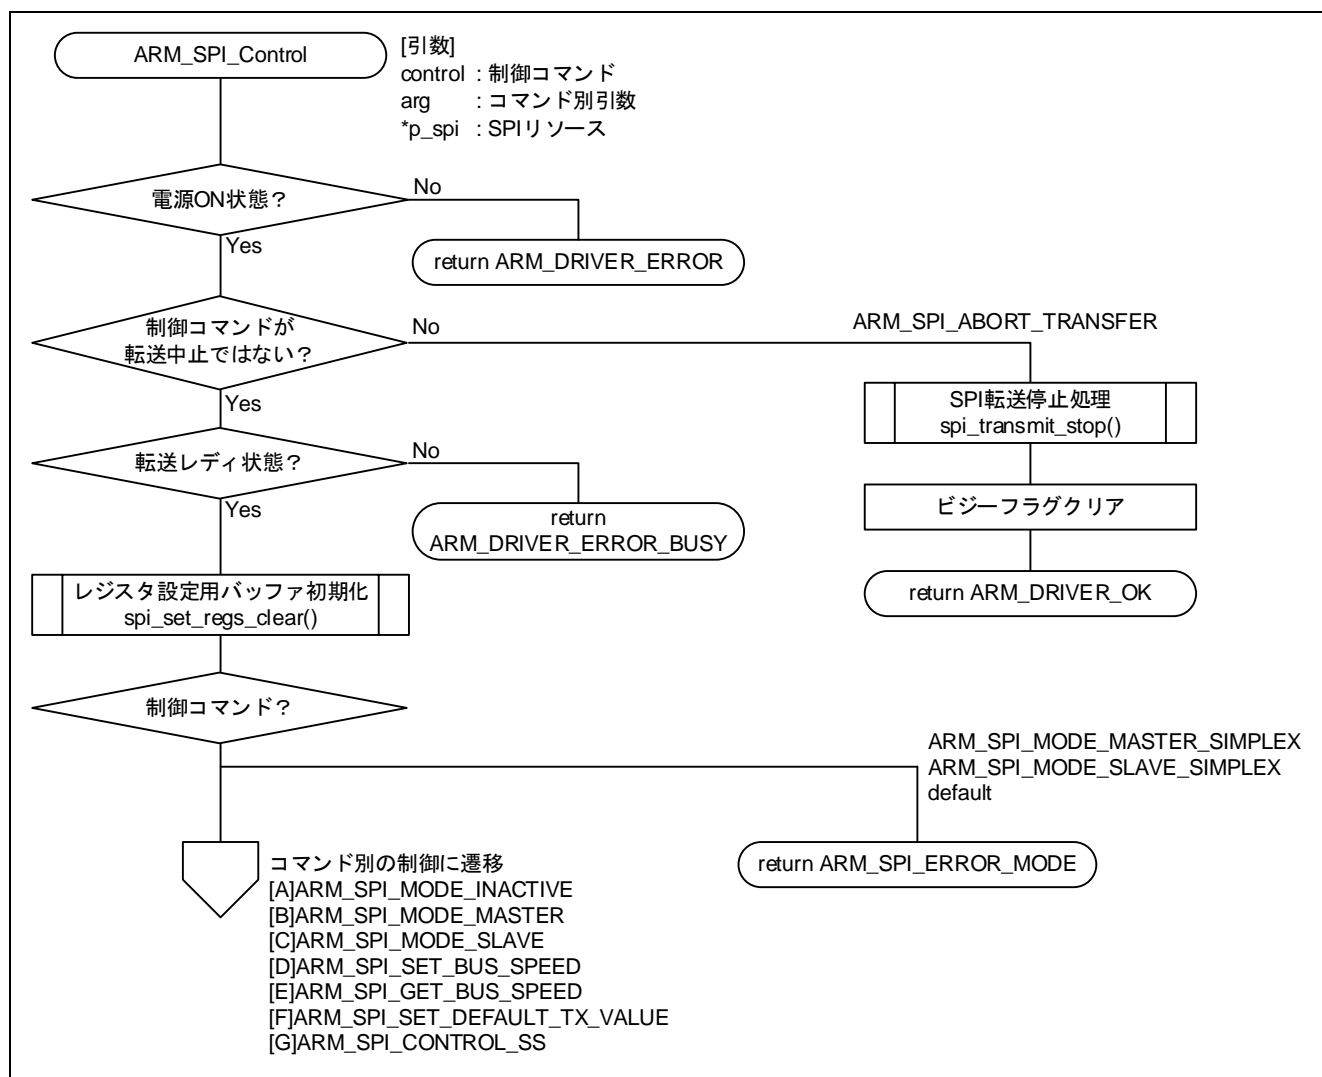 ARM_SPI_Control
[引数]
control : 制御コマンド
arg : コマンド別引数
*p_spi : SPIリソース
電源ON状態?
No
Yes
return ARM_DRIVER_ERROR
制御コマンドが
転送中止ではない?
No
ARM_SPI_ABORT_TRANSFER
Yes
SPI転送停止処理
spi_transmit_stop()
転送レディ状態?
No
Yes
return
ARM_DRIVER_ERROR_BUSY
ビジーフラグクリア
return ARM_DRIVER_OK
レジスタ設定用バッファ初期化
spi_set_regs_clear()
制御コマンド?
ARM_SPI_MODE_MASTER_SIMPLEX
ARM_SPI_MODE_SLAVE_SIMPLEX
default
return ARM_SPI_ERROR_MODE
コマンド別の制御に遷移
[A]ARM_SPI_MODE_INACTIVE
[B]ARM_SPI_MODE_MASTER
[C]ARM_SPI_MODE_SLAVE
[D]ARM_SPI_SET_BUS_SPEED
[E]ARM_SPI_GET_BUS_SPEED
[F]ARM_SPI_SET_DEFAULT_TX_VALUE
[G]ARM_SPI_CONTROL_SS